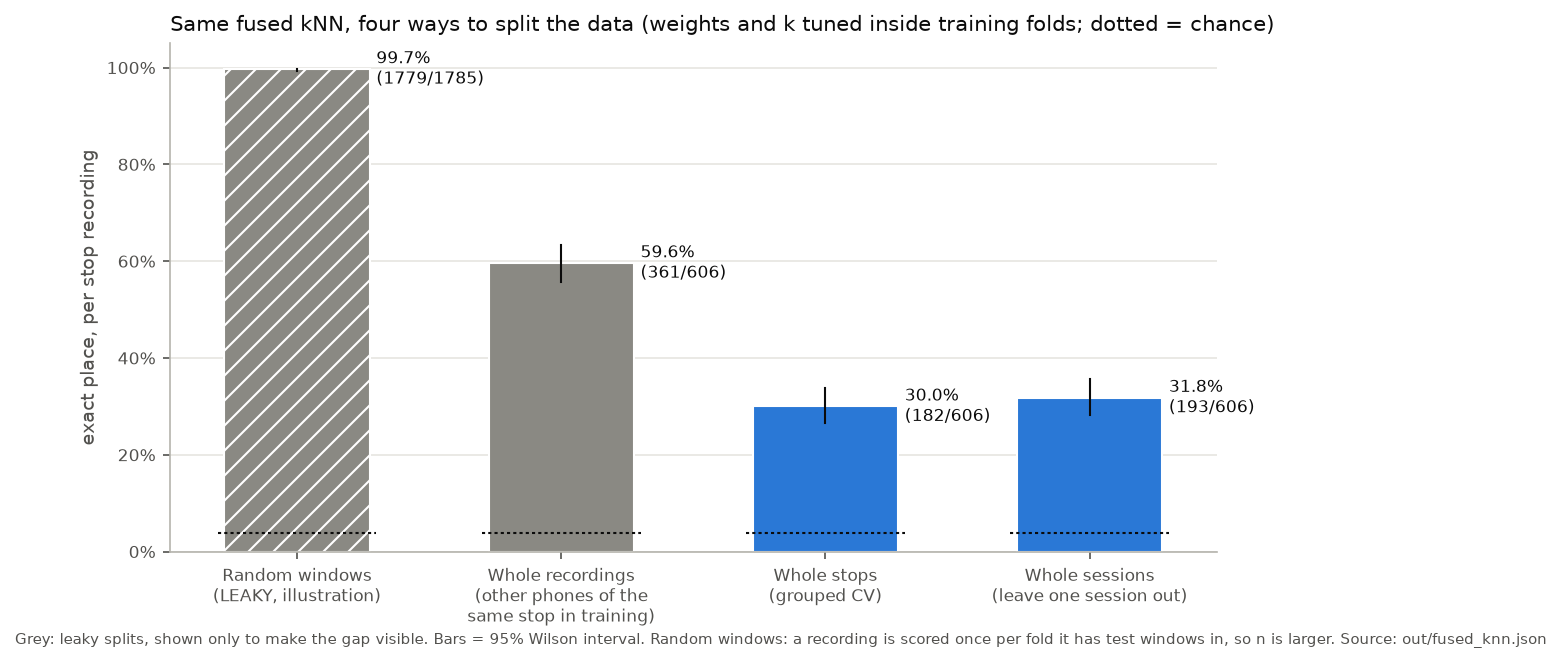 Same fused kNN, four ways to split the data (weights and k tuned inside training folds; dotted = chance)
exact place, per stop recording
100%
80%
60%
40%
20%
0%
99.7%
(1779/1785)
59.6%
(361/606)
30.0%
(182/606)
31.8%
(193/606)
Random windows
(LEAKY, illustration)
Whole recordings
(other phones of the
same stop in training)
Whole stops
(grouped CV)
Whole sessions
(leave one session out)
Grey: leaky splits, shown only to make the gap visible. Bars = 95% Wilson interval. Random windows: a recording is scored once per fold it has test windows in, so n is larger. Source: out/fused_knn.json